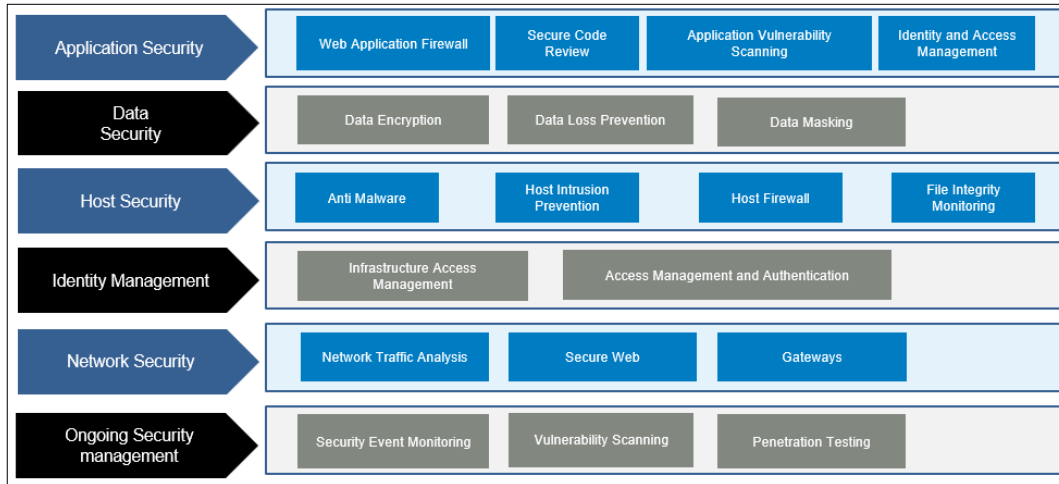 Application Security
Web Application Firewall
Secure Code
Review
Application Vulnerability
Scanning
Identity and Access
Management
Data
Security
Data Encryption
Data Loss Prevention
Data Masking
Host Security
Anti Malware
Host Intrusion
Prevention
Host Firewall
File Integrity
Monitoring
Identity Management
Infrastructure Access
Management
Access Management and Authentication
Network Security
Network Traffic Analysis
Secure Web
Gateways
Ongoing Security
management
Security Event Monitoring
Vulnerability Scanning
Penetration Testing